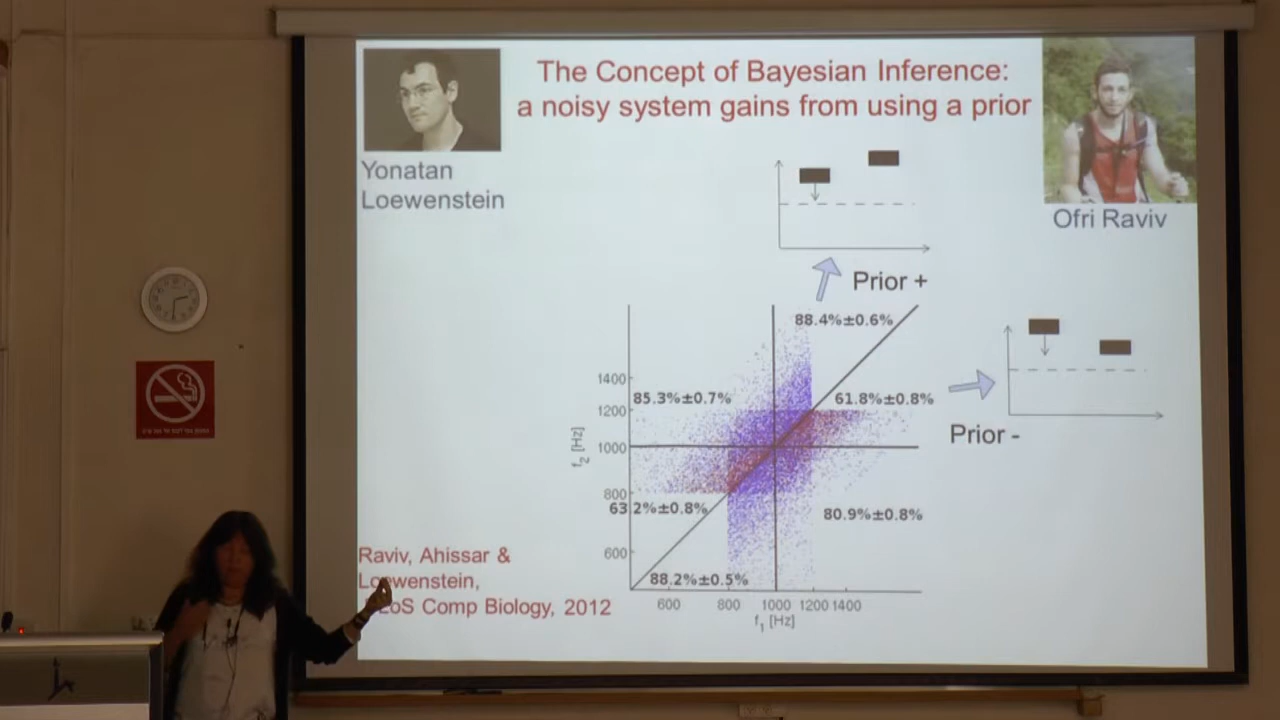 The Concept of Bayesian Inference:
a noisy system gains from using a prior
Yonatan
Loewenstein
Ofri Raviv
Prior +
88.4%±0.6%
85.3%±0.7%
61.8%±0.8%
Prior -
63.2%±0.8%
80.9%±0.8%
88.2%±0.5%
1400
1200
1000
800
600
f2 [Hz]
600 800 1000 1200 1400
f1 [Hz]
Raviv, Ahissar &
Loewenstein,
PLoS Comp Biology, 2012